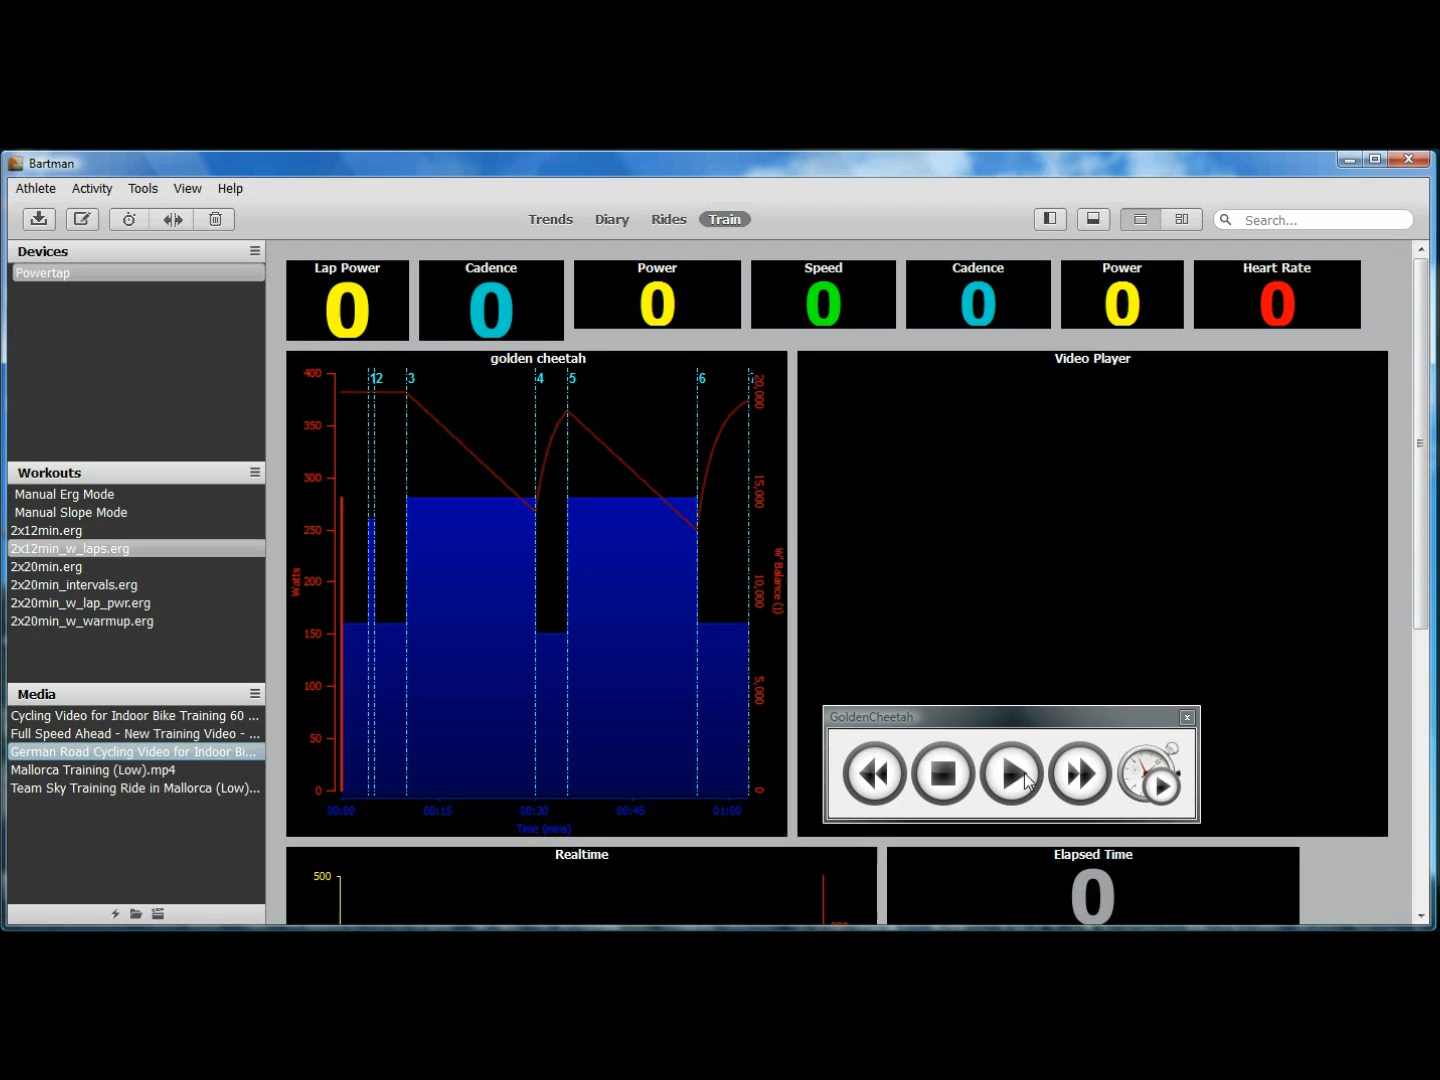 Bartman
Athlete Activity Tools View Help
Trends Diary Rides Train
Search...
Devices
Powertap
Workouts
Manual Erg Mode
Manual Slope Mode
2x12min.erg
2x12min_w_laps.erg
2x20min.erg
2x20min_intervals.erg
2x20min_w_lap_pwr.erg
2x20min_w_warmup.erg
Media
Cycling Video for Indoor Bike Training 60 ...
Full Speed Ahead - New Training Video - ...
German Road Cycling Video for Indoor Bi...
Mallorca Training (Low).mp4
Team Sky Training Ride in Mallorca (Low)...
Lap Power
0
Cadence
0
Power
0
Speed
0
Cadence
0
Power
0
Heart Rate
0
golden cheetah
1 2 3 4 5 6
400
350
300
250
200
150
100
50
0
Watts
20,000
15,000
10,000
5,000
0
W' Balance (j)
00:00 00:15 00:30 00:45 01:00
Time (mins)
Video Player
GoldenCheetah
Realtime
500
Elapsed Time
0